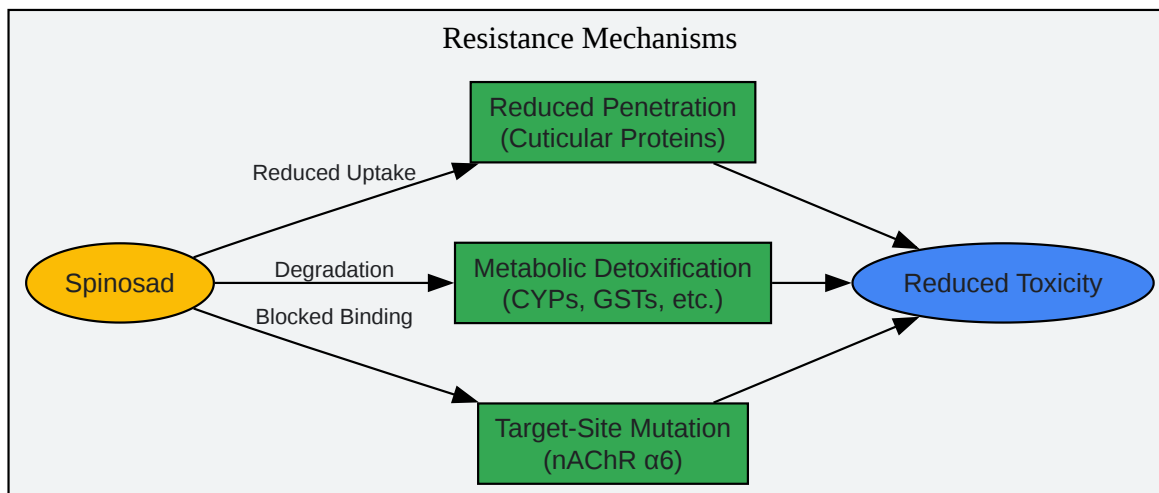 Resistance Mechanisms
Reduced Penetration
(Cuticular Proteins)
Reduced Uptake
Spinosad
Degradation
Metabolic Detoxification
(CYPs, GSTs, etc.)
Reduced Toxicity
Blocked Binding
Target-Site Mutation
(nAChR α6)